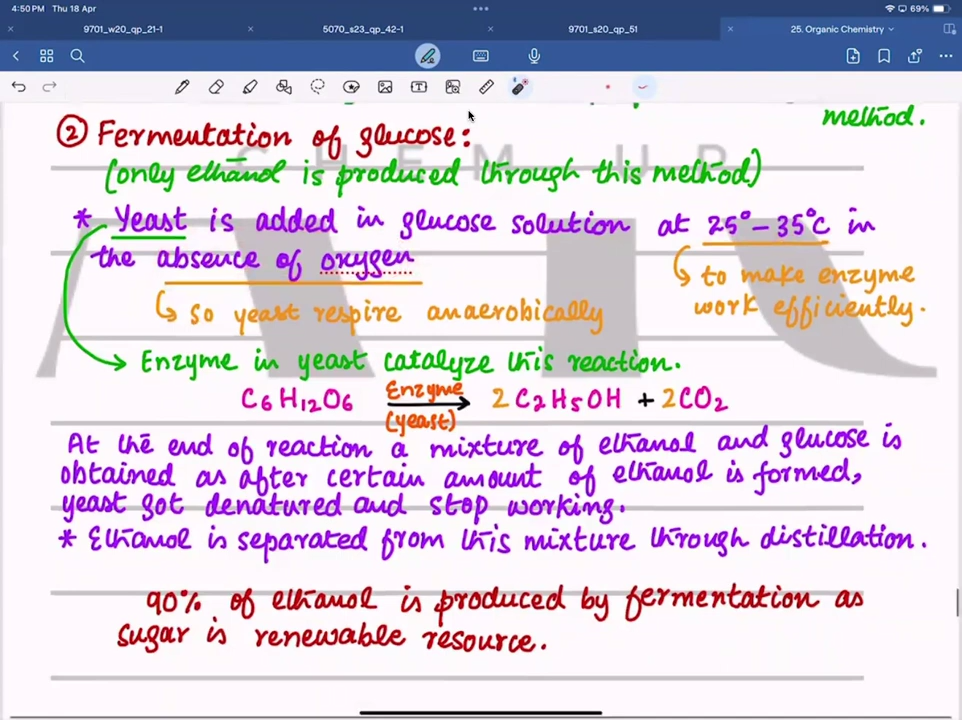 4:50 PM Thu 18 Apr
69%
9701_w20_qp_21-1
5070_s23_qp_42-1
9701_s20_qp_51
25. Organic Chemistry
method.
② Fermentation of glucose:
CHEM UP
(only ethanol is produced through this method)
* Yeast is added in glucose solution at 25° – 35°C in
the absence of oxygen
↳ to make enzyme
work efficiently.
↳ So yeast respire anaerobically
→ Enzyme in yeast catalyze this reaction.
C6H12O6 Enzyme (yeast) → 2 C2H5OH + 2CO2
At the end of reaction a mixture of ethanol and glucose is
obtained as after certain amount of ethanol is formed,
yeast got denatured and stop working.
* Ethanol is separated from this mixture through distillation.
90% of ethanol is produced by fermentation as
sugar is renewable resource.